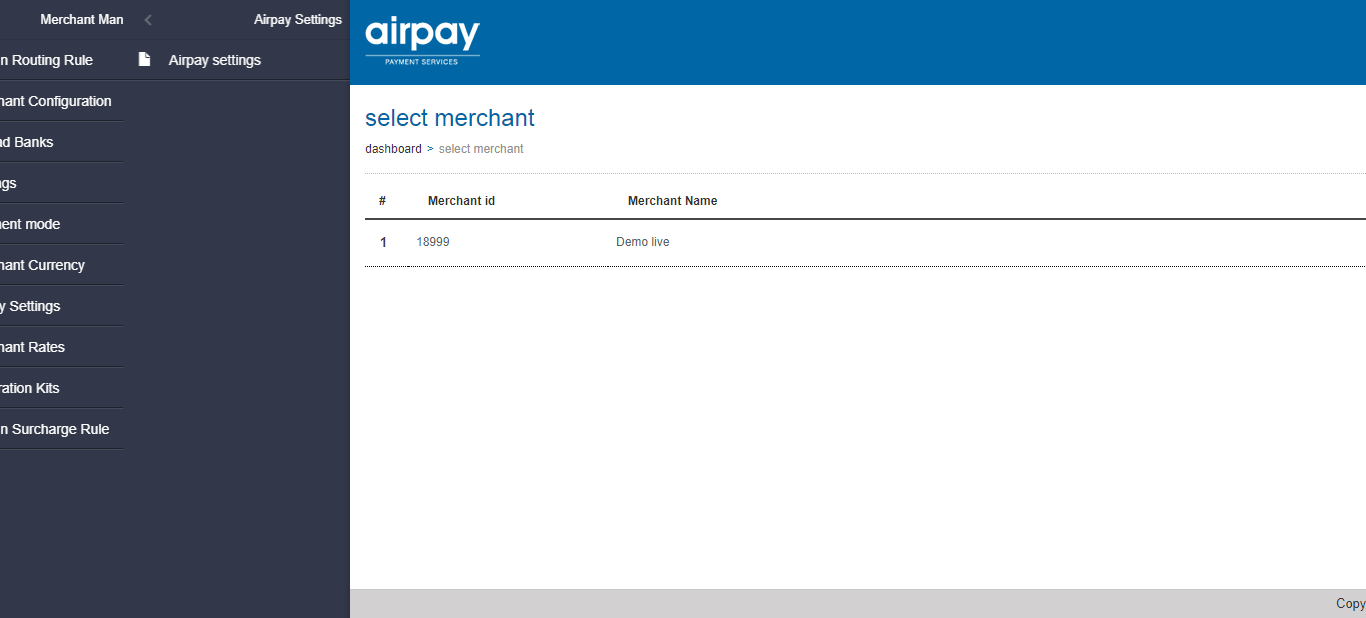 Merchant Man
Airpay Settings
n Routing Rule
Airpay settings
hant Configuration
ad Banks
ngs
ment mode
hant Currency
y Settings
hant Rates
ration Kits
n Surcharge Rule
airpay
PAYMENT SERVICES
select merchant
dashboard > select merchant
# Merchant id Merchant Name
1 18999 Demo live
Copy